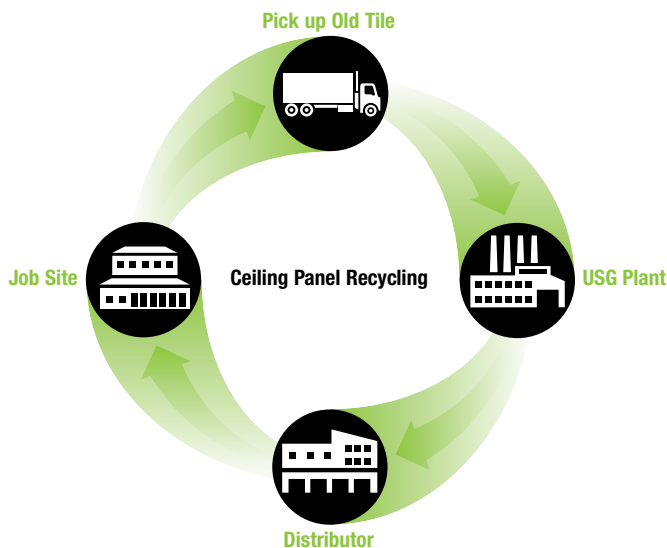 Pick up Old Tile
Job Site
Ceiling Panel Recycling
USG Plant
Distributor